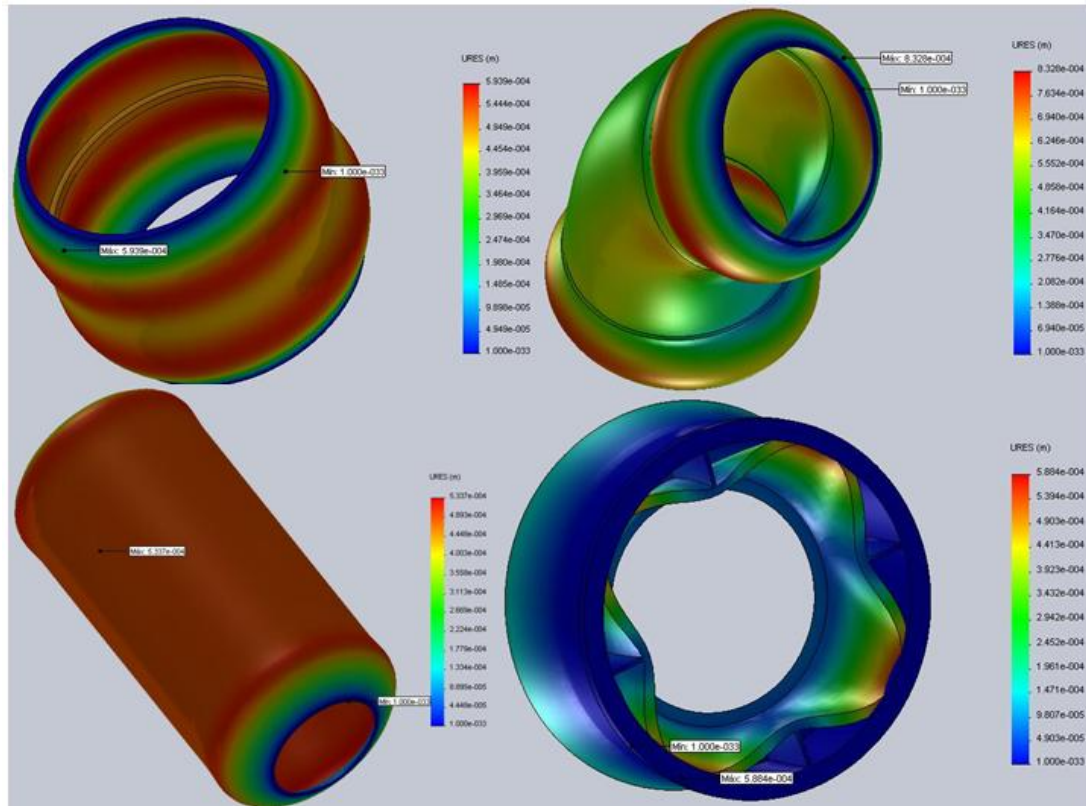 URES (m)
5.939e-004
5.444e-004
4.949e-004
4.454e-004
3.959e-004
3.464e-004
2.969e-004
2.474e-004
1.980e-004
1.485e-004
9.898e-005
4.949e-005
1.000e-033
Mín: 1.000e-033
Máx: 5.939e-004
URES (m)
8.328e-004
7.634e-004
6.940e-004
6.246e-004
5.552e-004
4.858e-004
4.164e-004
3.470e-004
2.776e-004
2.082e-004
1.388e-004
6.940e-005
1.000e-033
Máx: 8.328e-004
Mín: 1.000e-033
URES (m)
5.337e-004
4.893e-004
4.448e-004
4.003e-004
3.558e-004
3.113e-004
2.669e-004
2.224e-004
1.779e-004
1.334e-004
8.895e-005
4.448e-005
1.000e-033
Máx: 5.337e-004
Mín: 1.000e-033
URES (m)
5.884e-004
5.394e-004
4.903e-004
4.413e-004
3.923e-004
3.432e-004
2.942e-004
2.452e-004
1.961e-004
1.471e-004
9.807e-005
4.903e-005
1.000e-033
Mín: 1.000e-033
Máx: 5.884e-004